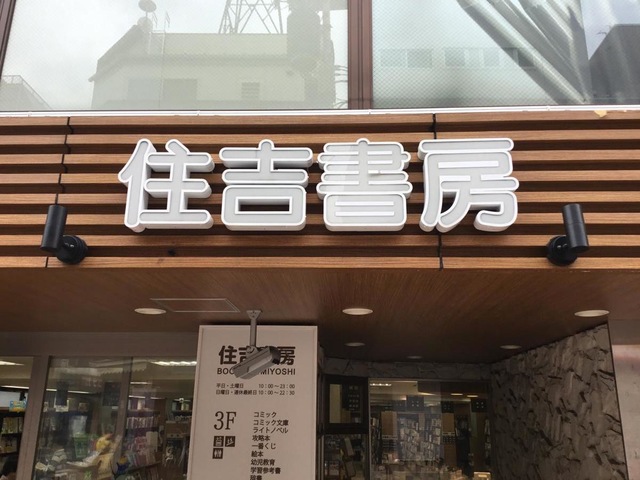 住吉書房
住吉書房
平日・土曜日 10:00〜23:00
日曜日・連休最終日 10:00〜22:30
3F
コミック
コミック文庫
ライトノベル
攻略本
一番くじ
絵本
幼児教育
学習参考書